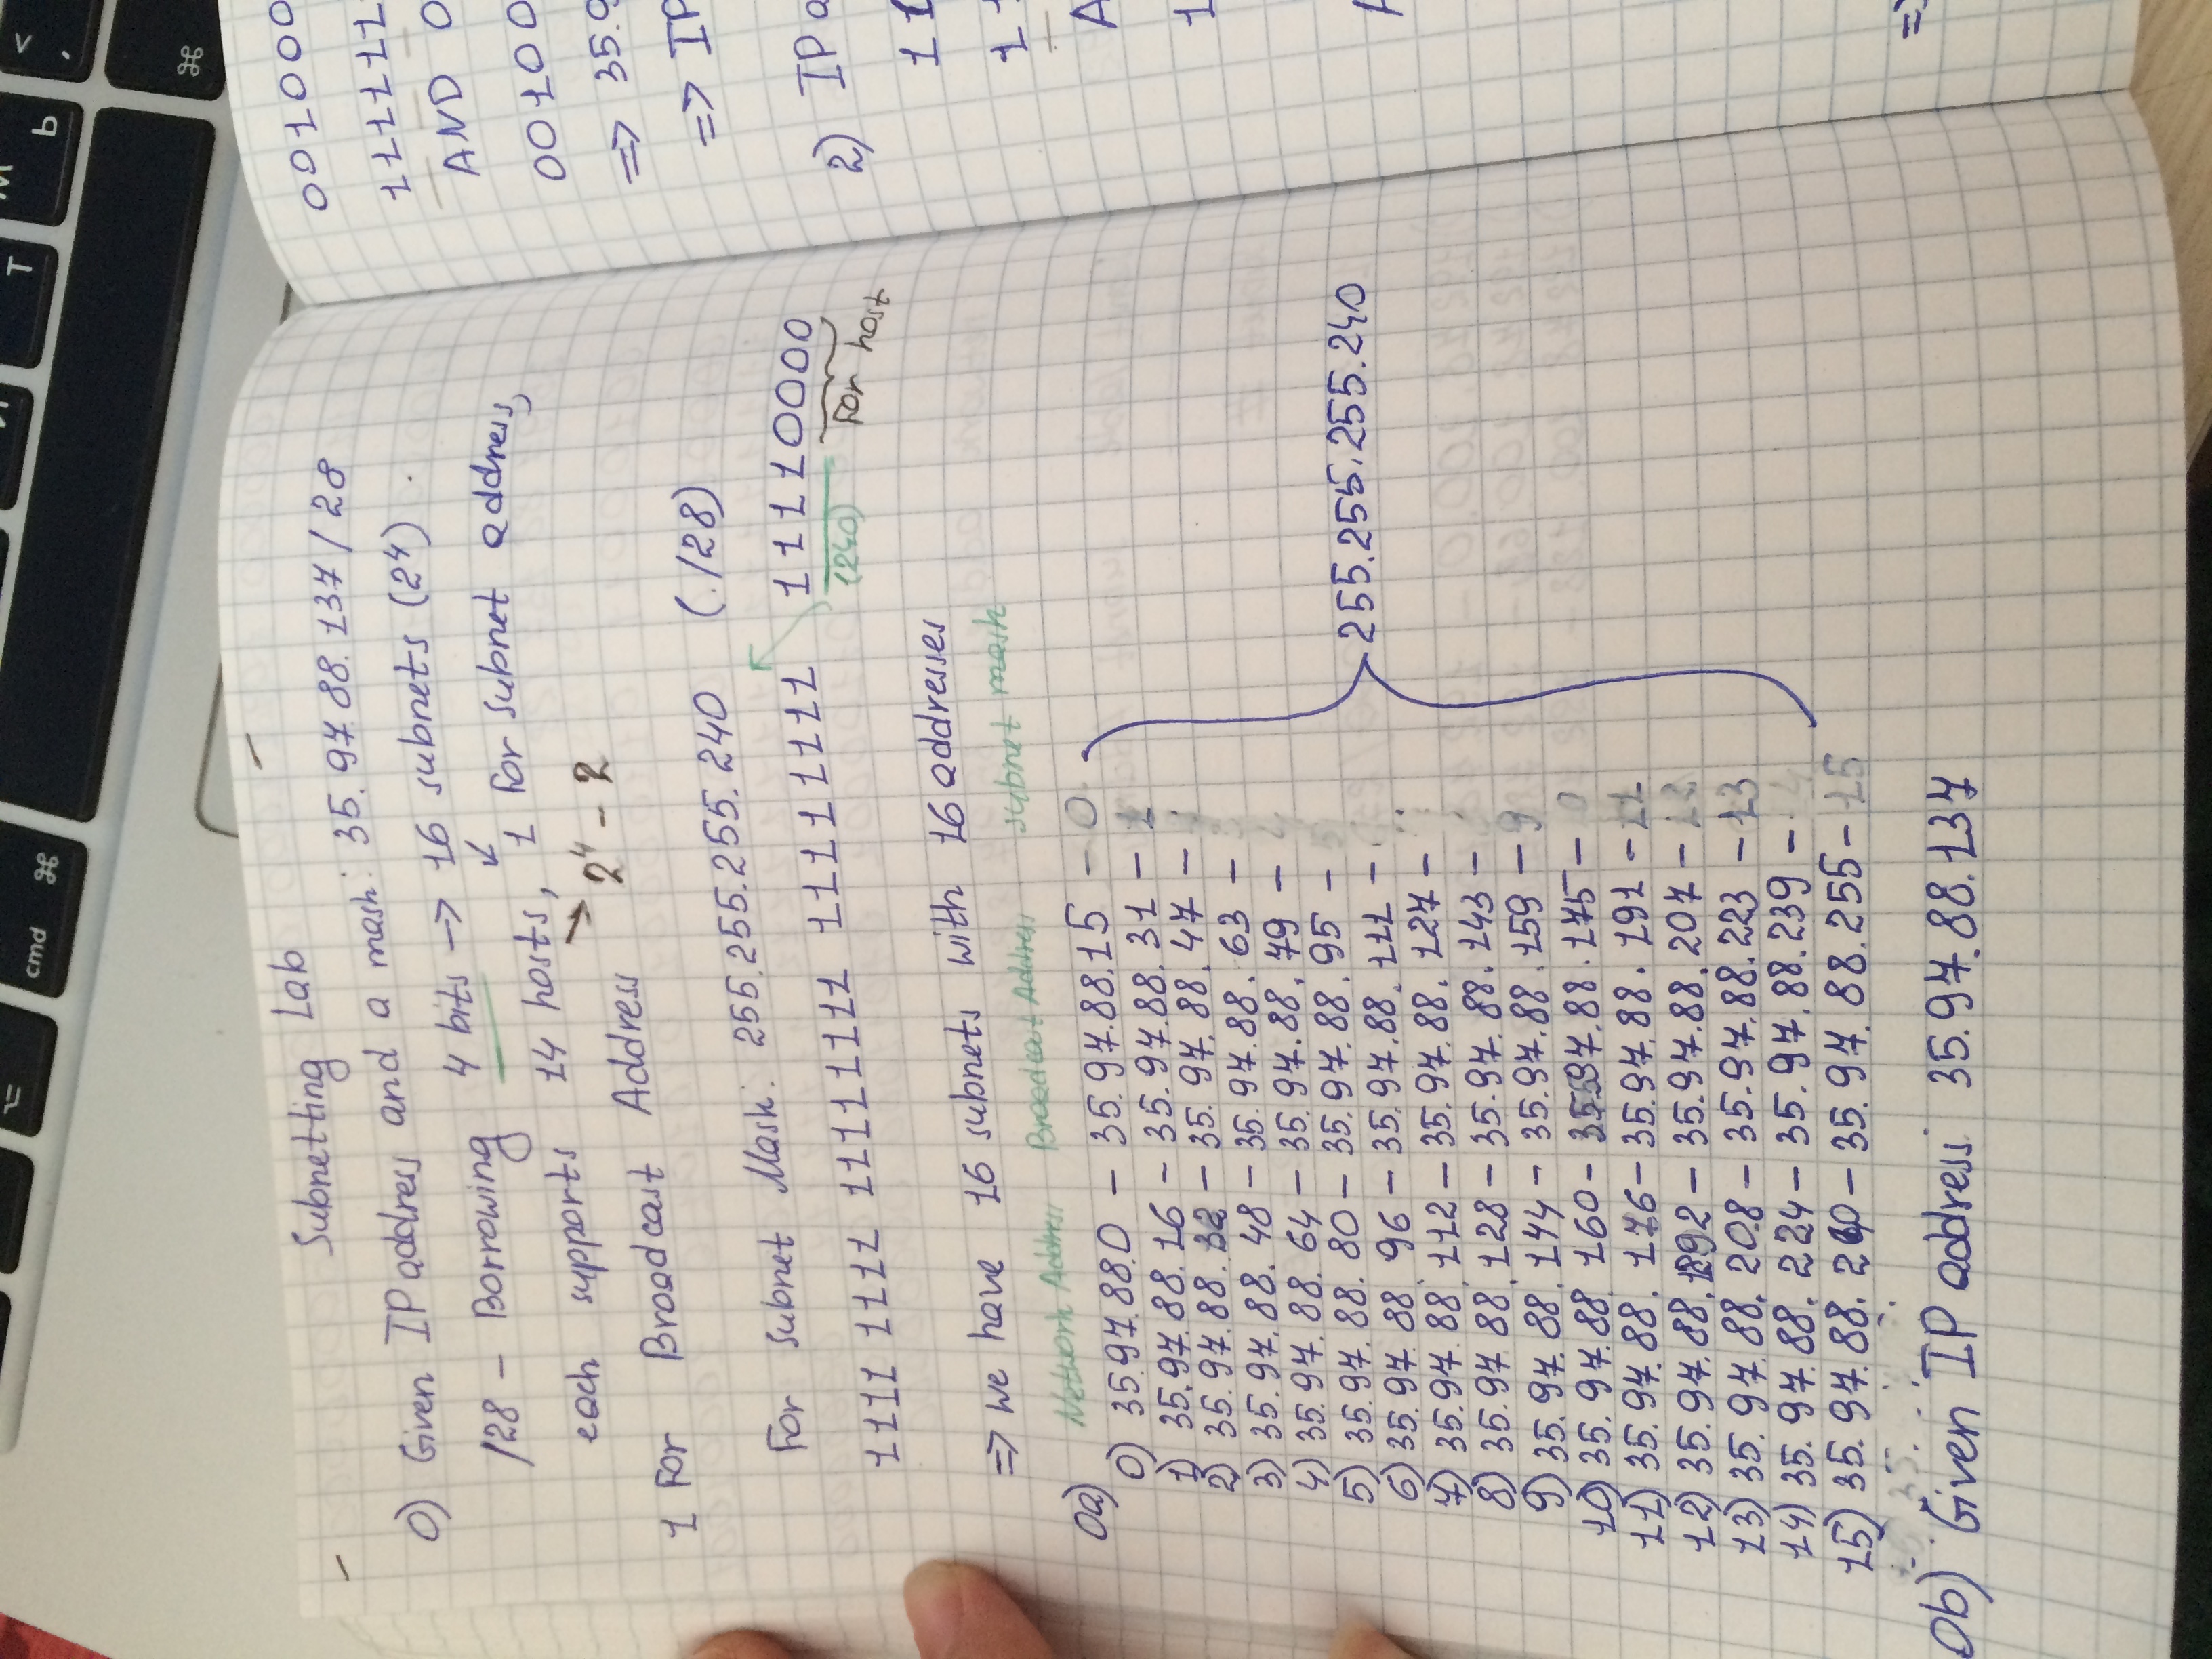 cmd ⌘
T
Ь
<
,
⌘
Subnetting Lab
0) Given IP address and a mask: 35.97.88.137 / 28
/28 – Borrowing 4 bits -> 16 subnets (2⁴).
each supports 14 hosts, 1 For subnet address,
-> 2⁴ – 2
1 For Broadcast Address
For subnet Mask: 255.255.255.240 (./28)
1111 1111 11111111 11111111 11110000
(240) For host
=> we have 16 subnets with 16 addresses
Network Address Broadcast Address subnet mask
0a)
0) 35.97.88.0 – 35.97.88.15 – 0
1) 35.97.88.16 – 35.97.88.31 – 1
2) 35.97.88.32 – 35.97.88.47 –
3) 35.97.88.48 – 35.97.88.63 –
4) 35.97.88.64 – 35.97.88.79 –
5) 35.97.88.80 – 35.97.88.95 – 5
6) 35.97.88.96 – 35.97.88.111 –
7) 35.97.88.112 – 35.97.88.127 –
8) 35.97.88.128 – 35.97.88.143 –
9) 35.97.88.144 – 35.97.88.159 – 9
10) 35.97.88.160 – 35.97.88.175 – 0
11) 35.97.88.176 – 35.97.88.191 – 11
12) 35.97.88.192 – 35.97.88.207 – 12
13) 35.97.88.208 – 35.97.88.223 – 13
14) 35.97.88.224 – 35.97.88.239 – 4
15) 35.97.88.240 – 35.97.88.255 – 15
255.255.255.240
0b) Given IP address: 35.97.88.137
001000
111111
AND 0
00100
=> 35.9
=> IP
2) IP a
11
11
A
1
A
=>